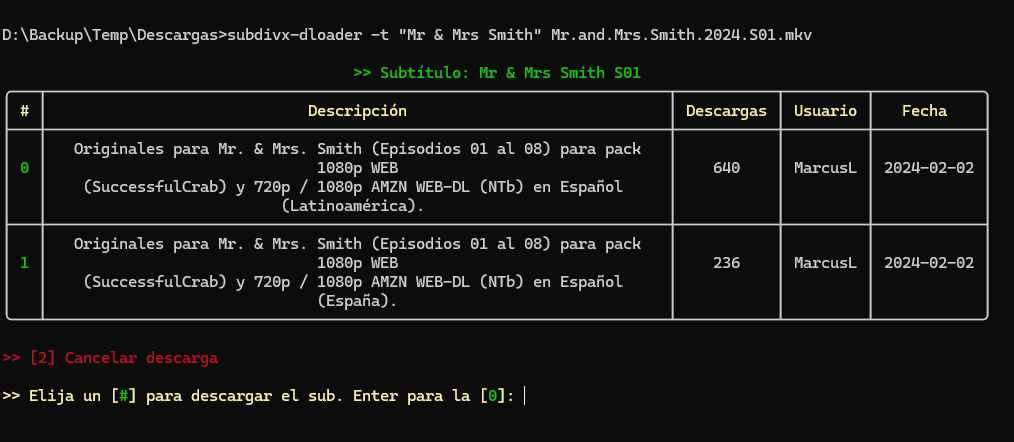 D:\Backup\Temp\Descargas>subdivx-dloader -t "Mr & Mrs Smith" Mr.and.Mrs.Smith.2024.S01.mkv
>> Subtítulo: Mr & Mrs Smith S01
# Descripción Descargas Usuario Fecha
Originales para Mr. & Mrs. Smith (Episodios 01 al 08) para pack
0 1080p WEB 640 MarcusL 2024-02-02
(SuccessfulCrab) y 720p / 1080p AMZN WEB-DL (NTb) en Español
(Latinoamérica).
Originales para Mr. & Mrs. Smith (Episodios 01 al 08) para pack
1 1080p WEB 236 MarcusL 2024-02-02
(SuccessfulCrab) y 720p / 1080p AMZN WEB-DL (NTb) en Español
(España).
>> [2] Cancelar descarga
>> Elija un [#] para descargar el sub. Enter para la [0]: